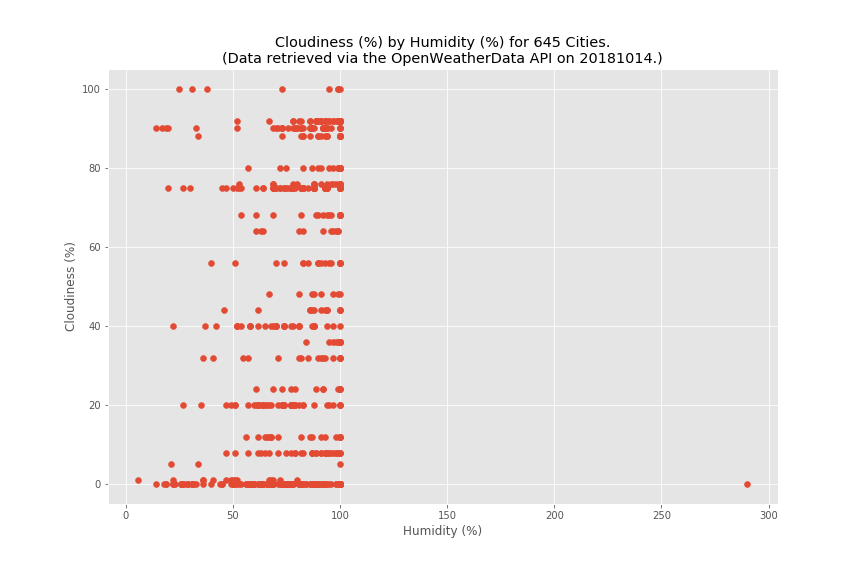 Cloudiness (%) by Humidity (%) for 645 Cities.
(Data retrieved via the OpenWeatherData API on 20181014.)
100
80
60
40
20
0
Cloudiness (%)
0 50 100 150 200 250 300
Humidity (%)